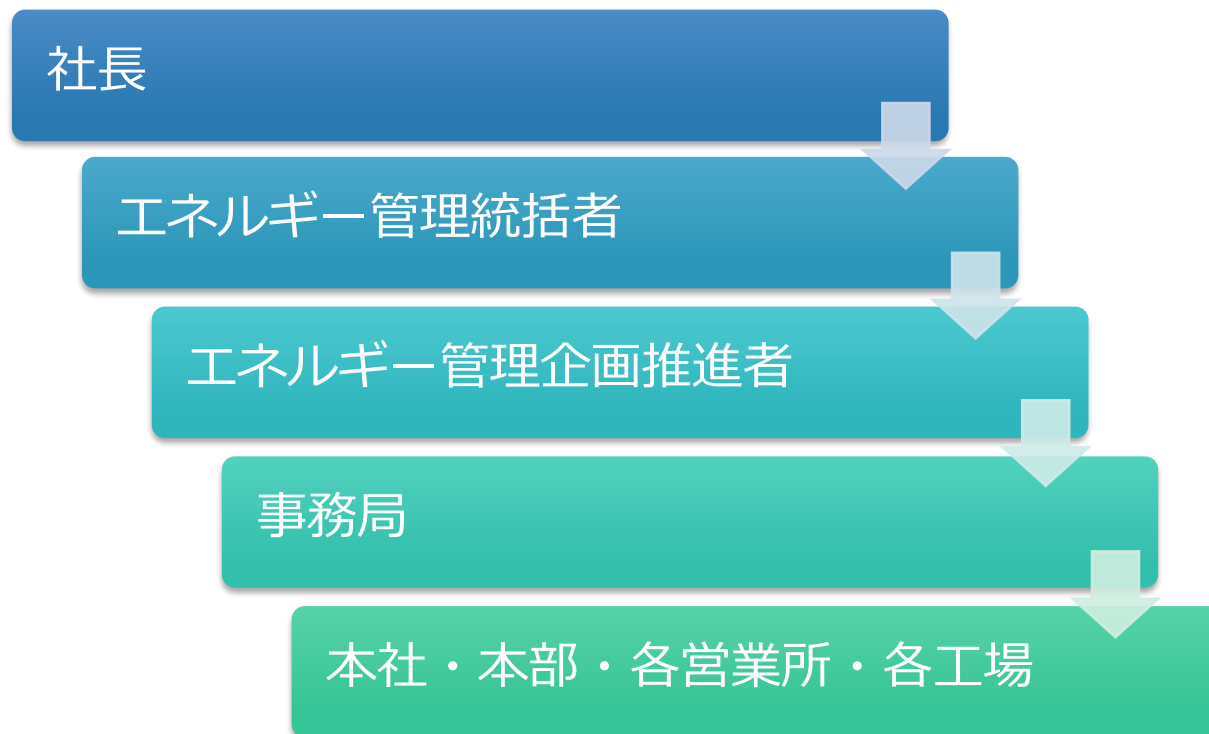 社長
エネルギー管理統括者
エネルギー管理企画推進者
事務局
本社・本部・各営業所・各工場